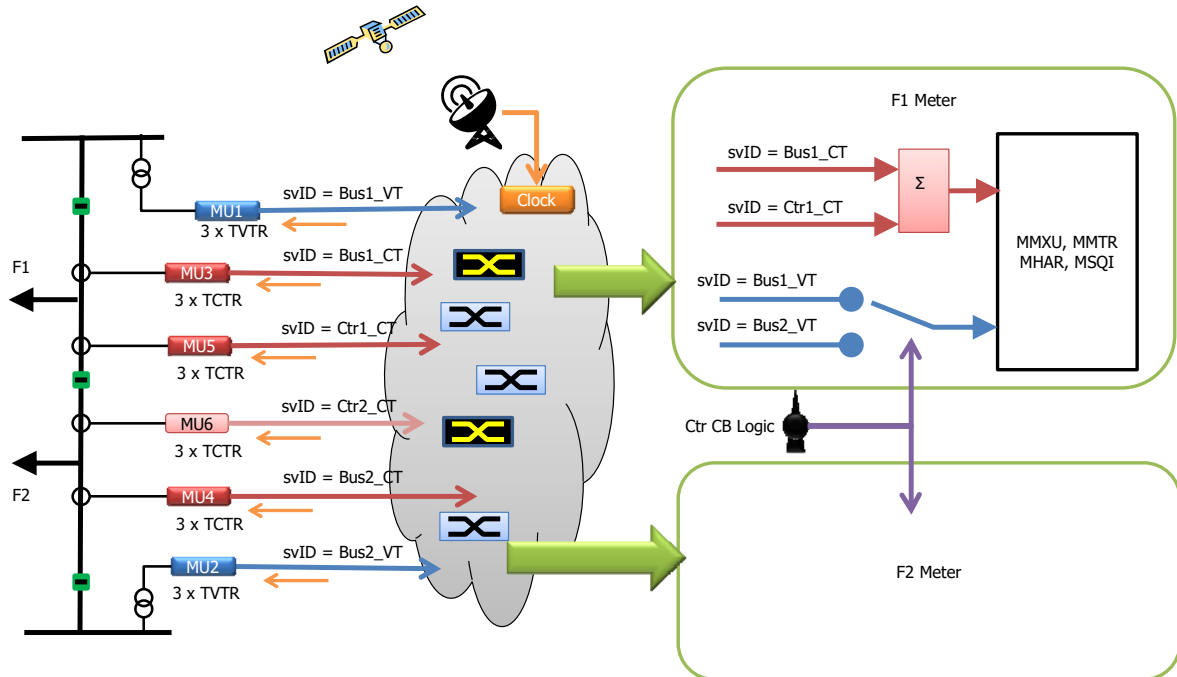 F1 Meter
svID = Bus1_CT
Σ
svID = Ctr1_CT
MMXU, MMTR
MHAR, MSQI
svID = Bus1_VT
svID = Bus2_VT
Ctr CB Logic
F2 Meter
Clock
svID = Bus1_VT
MU1
3 x TVTR
svID = Bus1_CT
F1
MU3
3 x TCTR
svID = Ctr1_CT
MU5
3 x TCTR
svID = Ctr2_CT
MU6
3 x TCTR
svID = Bus2_CT
F2
MU4
3 x TCTR
svID = Bus2_VT
MU2
3 x TVTR